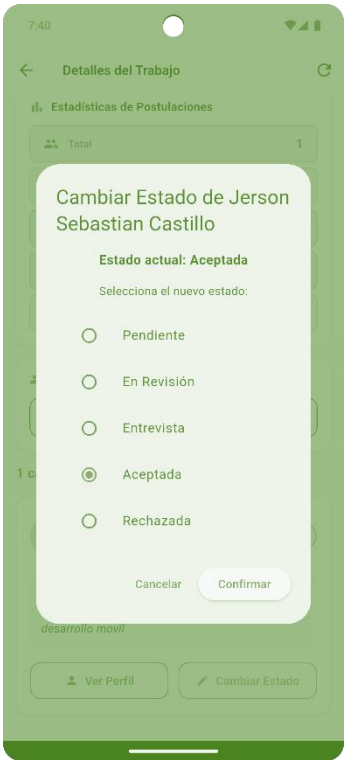 7:40
Detalles del Trabajo
Estadísticas de Postulaciones
Total 1
Cambiar Estado de Jerson
Sebastian Castillo
Estado actual: Aceptada
Selecciona el nuevo estado:
Pendiente
En Revisión
Entrevista
Aceptada
1 c
Rechazada
Cancelar Confirmar
desarrollo movil
Ver Perfil Cambiar Estado